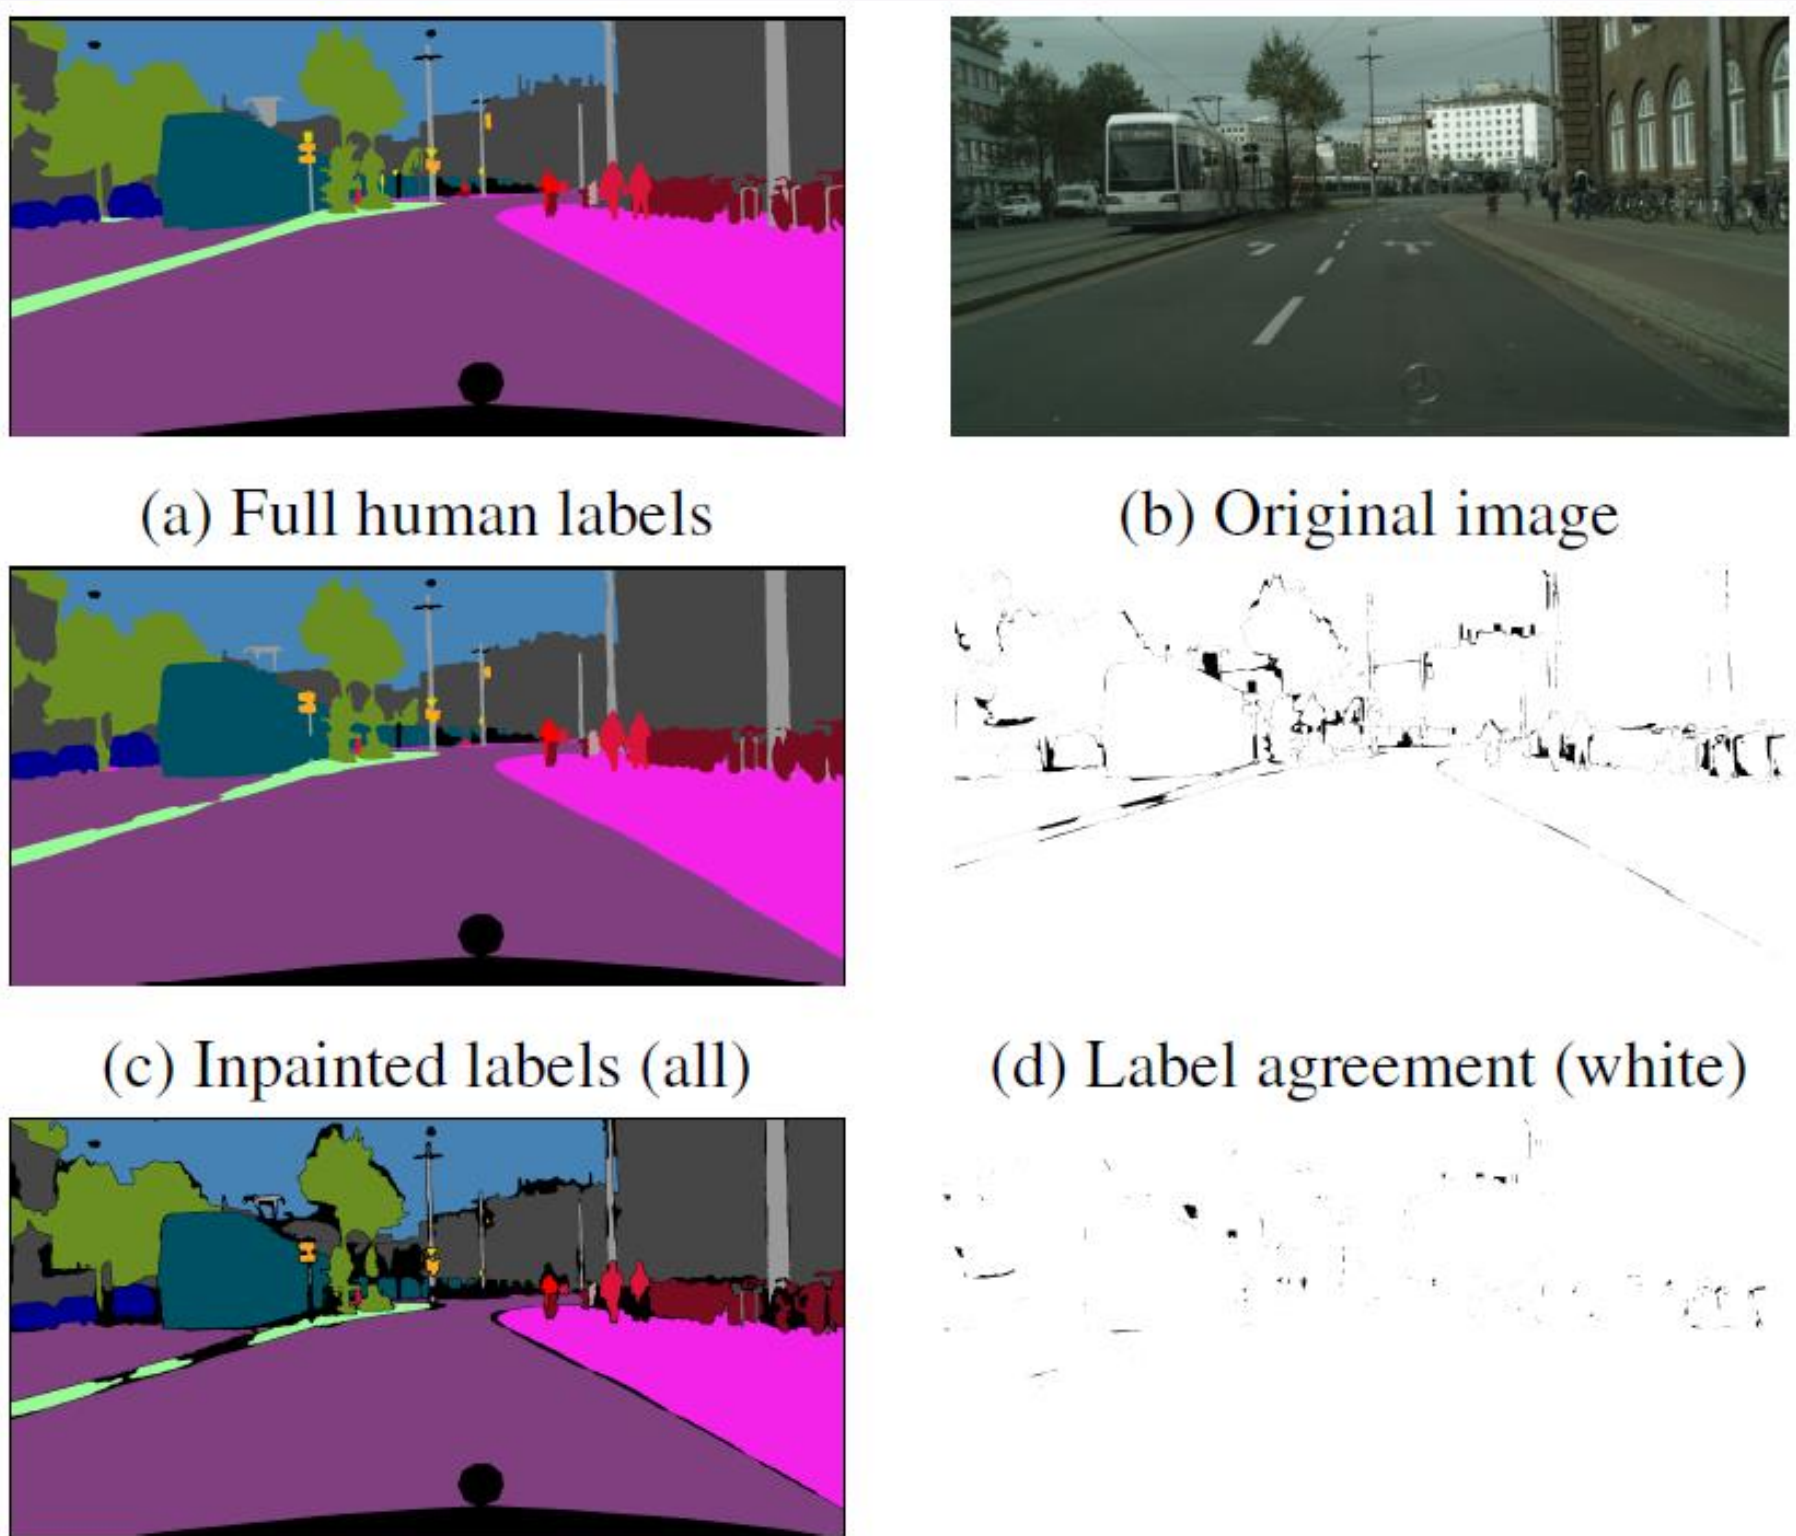 (a) Full human labels
(b) Original image
(c) Inpainted labels (all)
(d) Label agreement (white)